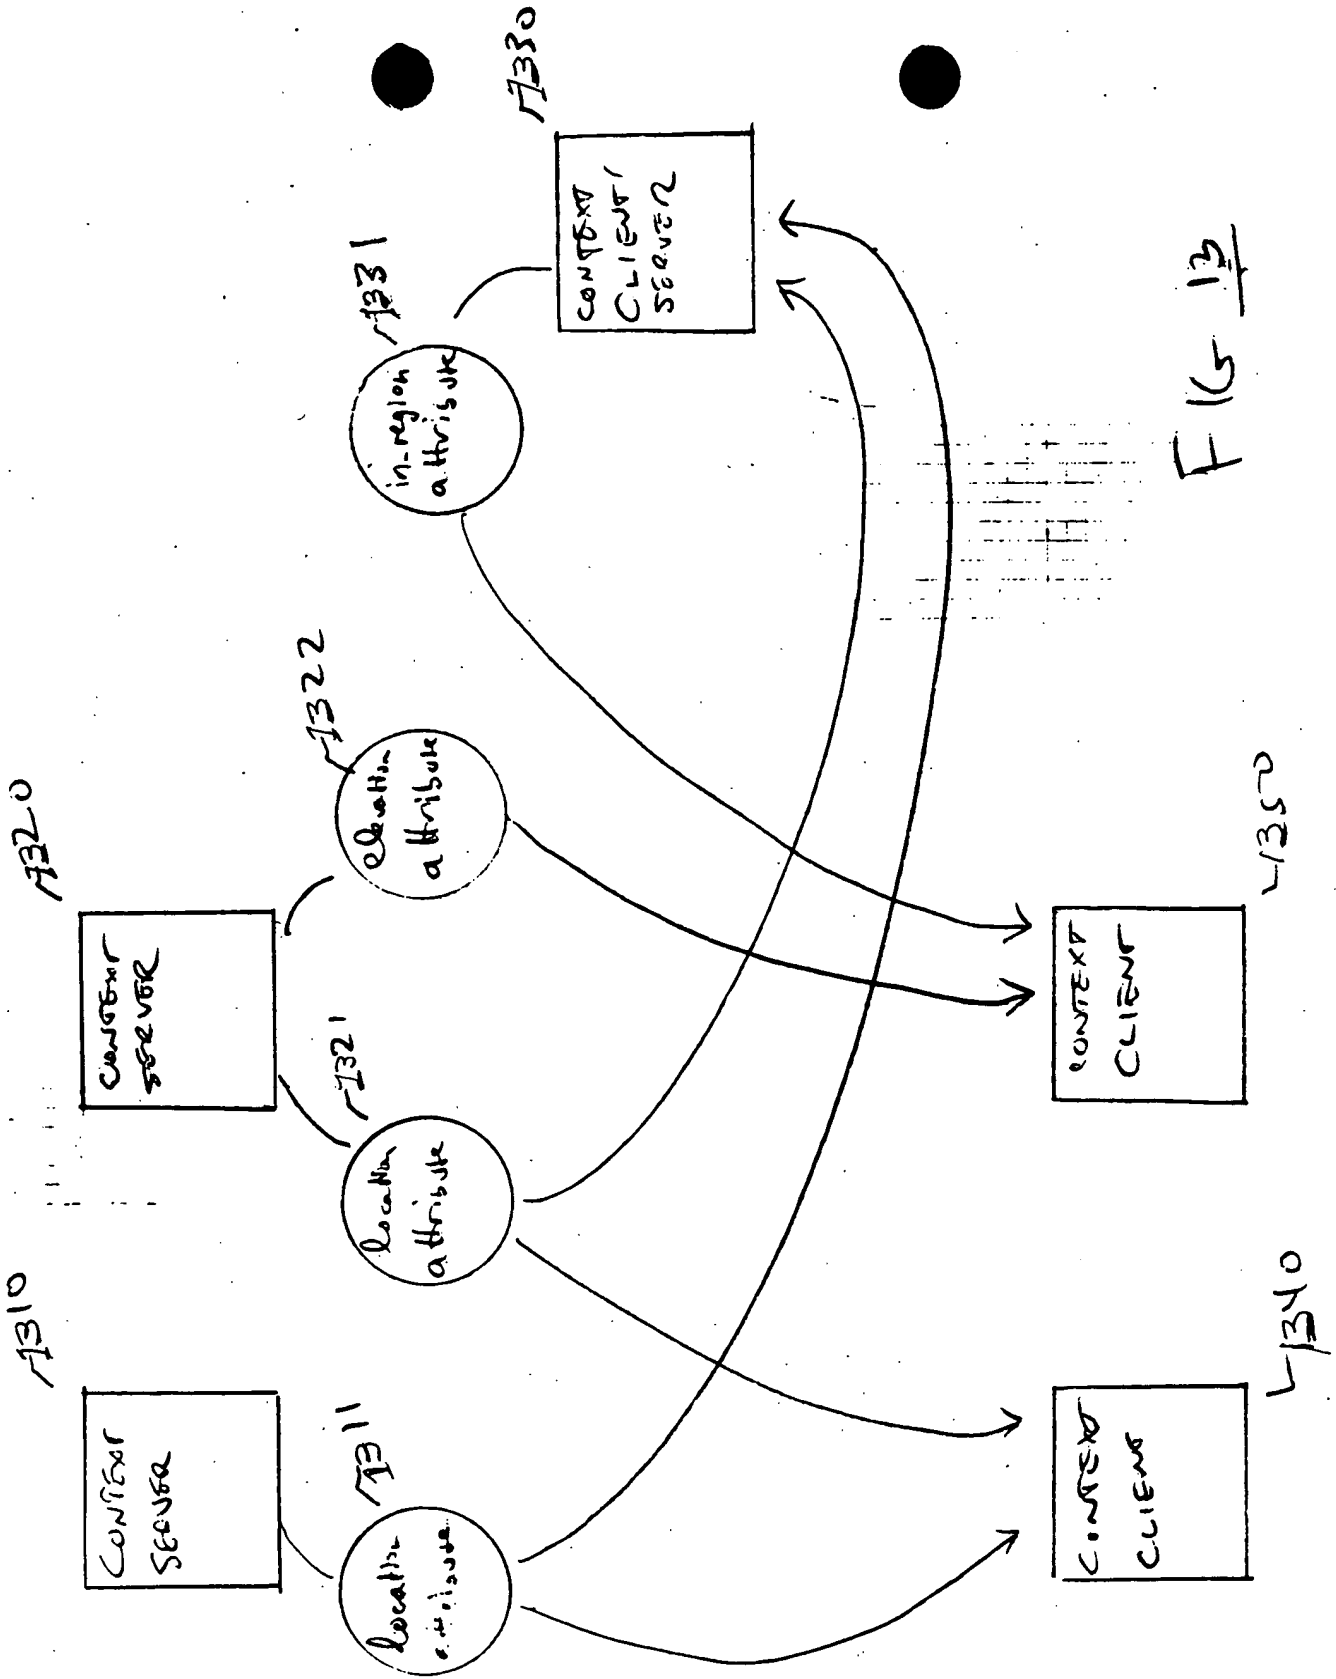 1310
CONTEXT
SERVER
1320
CONTEXT
SERVER
1311
location
attribute
1321
location
attribute
1322
elevation
attribute
1331
in-region
attribute
1330
CONTEXT
CLIENT/
SERVER
CONTEXT
CLIENT
1340
CONTEXT
CLIENT
1350
FIG 13